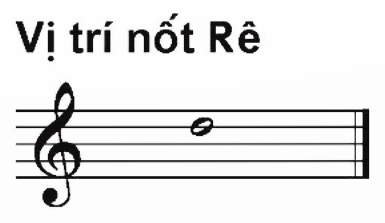 Vị trí nốt Rê